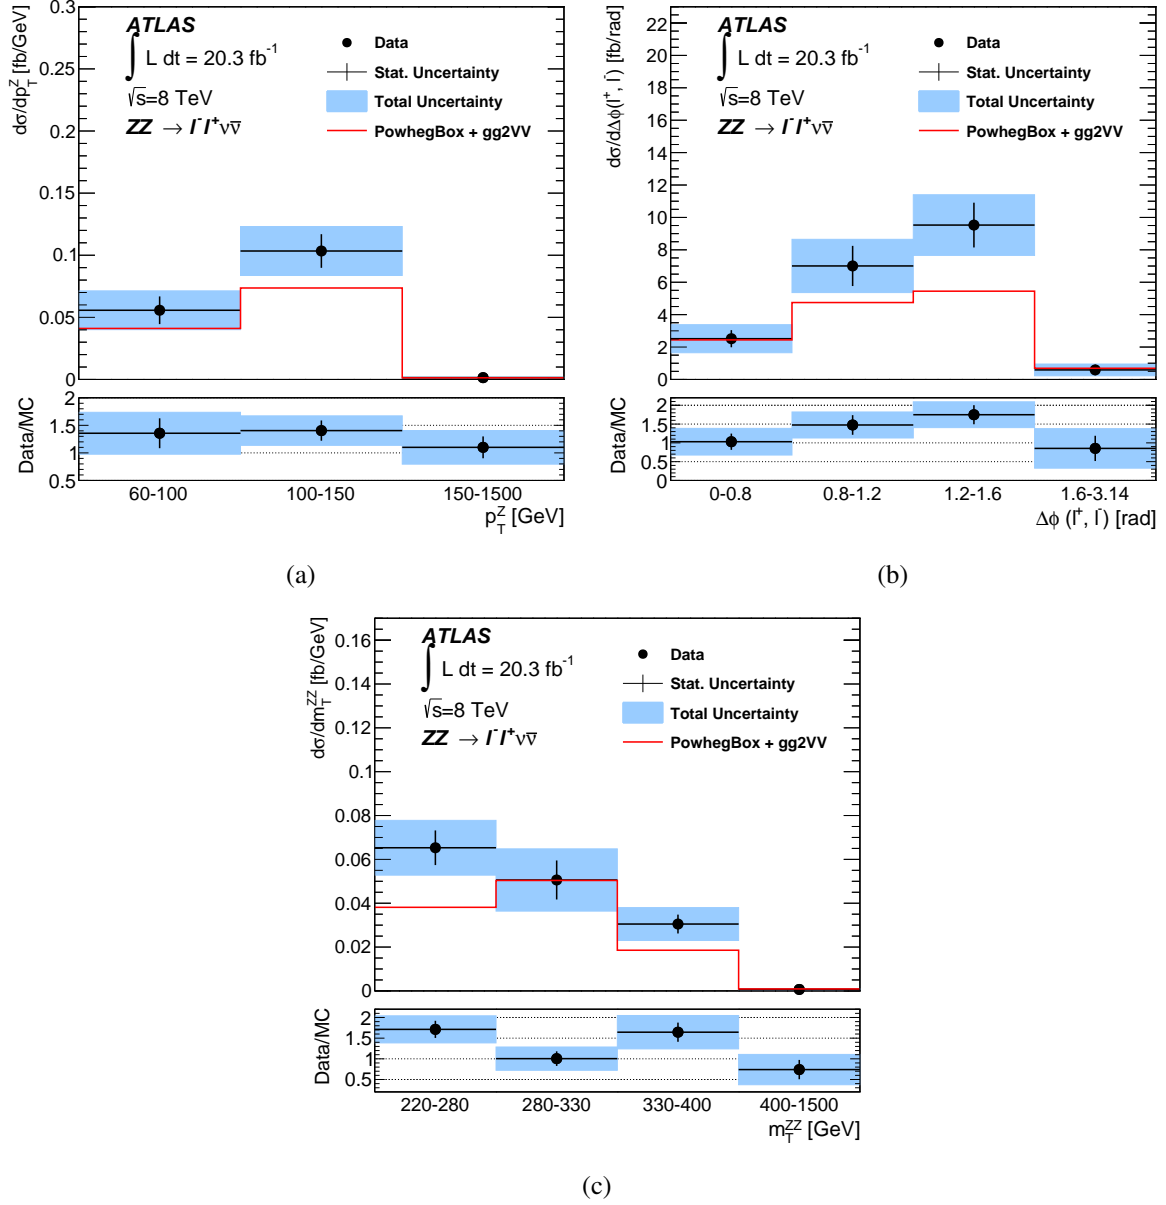 dσ/dp_T^Z [fb/GeV]
0.3
0.25
0.2
0.15
0.1
0.05
0
ATLAS
∫ L dt = 20.3 fb⁻¹
√s=8 TeV
ZZ → l⁻l⁺νν̄
Data
Stat. Uncertainty
Total Uncertainty
PowhegBox + gg2VV
Data/MC
2
1.5
1
0.5
60-100 100-150 150-1500
p_T^Z [GeV]
(a)
dσ/dΔφ(l⁺, l⁻) [fb/rad]
22
20
18
16
14
12
10
8
6
4
2
0
ATLAS
∫ L dt = 20.3 fb⁻¹
√s=8 TeV
ZZ → l⁻l⁺νν̄
Data
Stat. Uncertainty
Total Uncertainty
PowhegBox + gg2VV
Data/MC
2
1.5
1
0.5
0
0-0.8 0.8-1.2 1.2-1.6 1.6-3.14
Δφ (l⁺, l⁻) [rad]
(b)
dσ/dm_T^ZZ [fb/GeV]
0.16
0.14
0.12
0.1
0.08
0.06
0.04
0.02
0
ATLAS
∫ L dt = 20.3 fb⁻¹
√s=8 TeV
ZZ → l⁻l⁺νν̄
Data
Stat. Uncertainty
Total Uncertainty
PowhegBox + gg2VV
Data/MC
2
1.5
1
0.5
220-280 280-330 330-400 400-1500
m_T^ZZ [GeV]
(c)